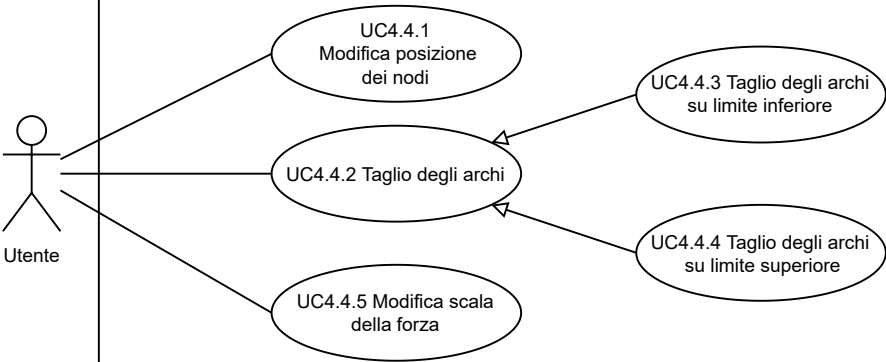 UC4.4.1
Modifica posizione
dei nodi
UC4.4.3 Taglio degli archi
su limite inferiore
UC4.4.2 Taglio degli archi
Utente
UC4.4.4 Taglio degli archi
su limite superiore
UC4.4.5 Modifica scala
della forza